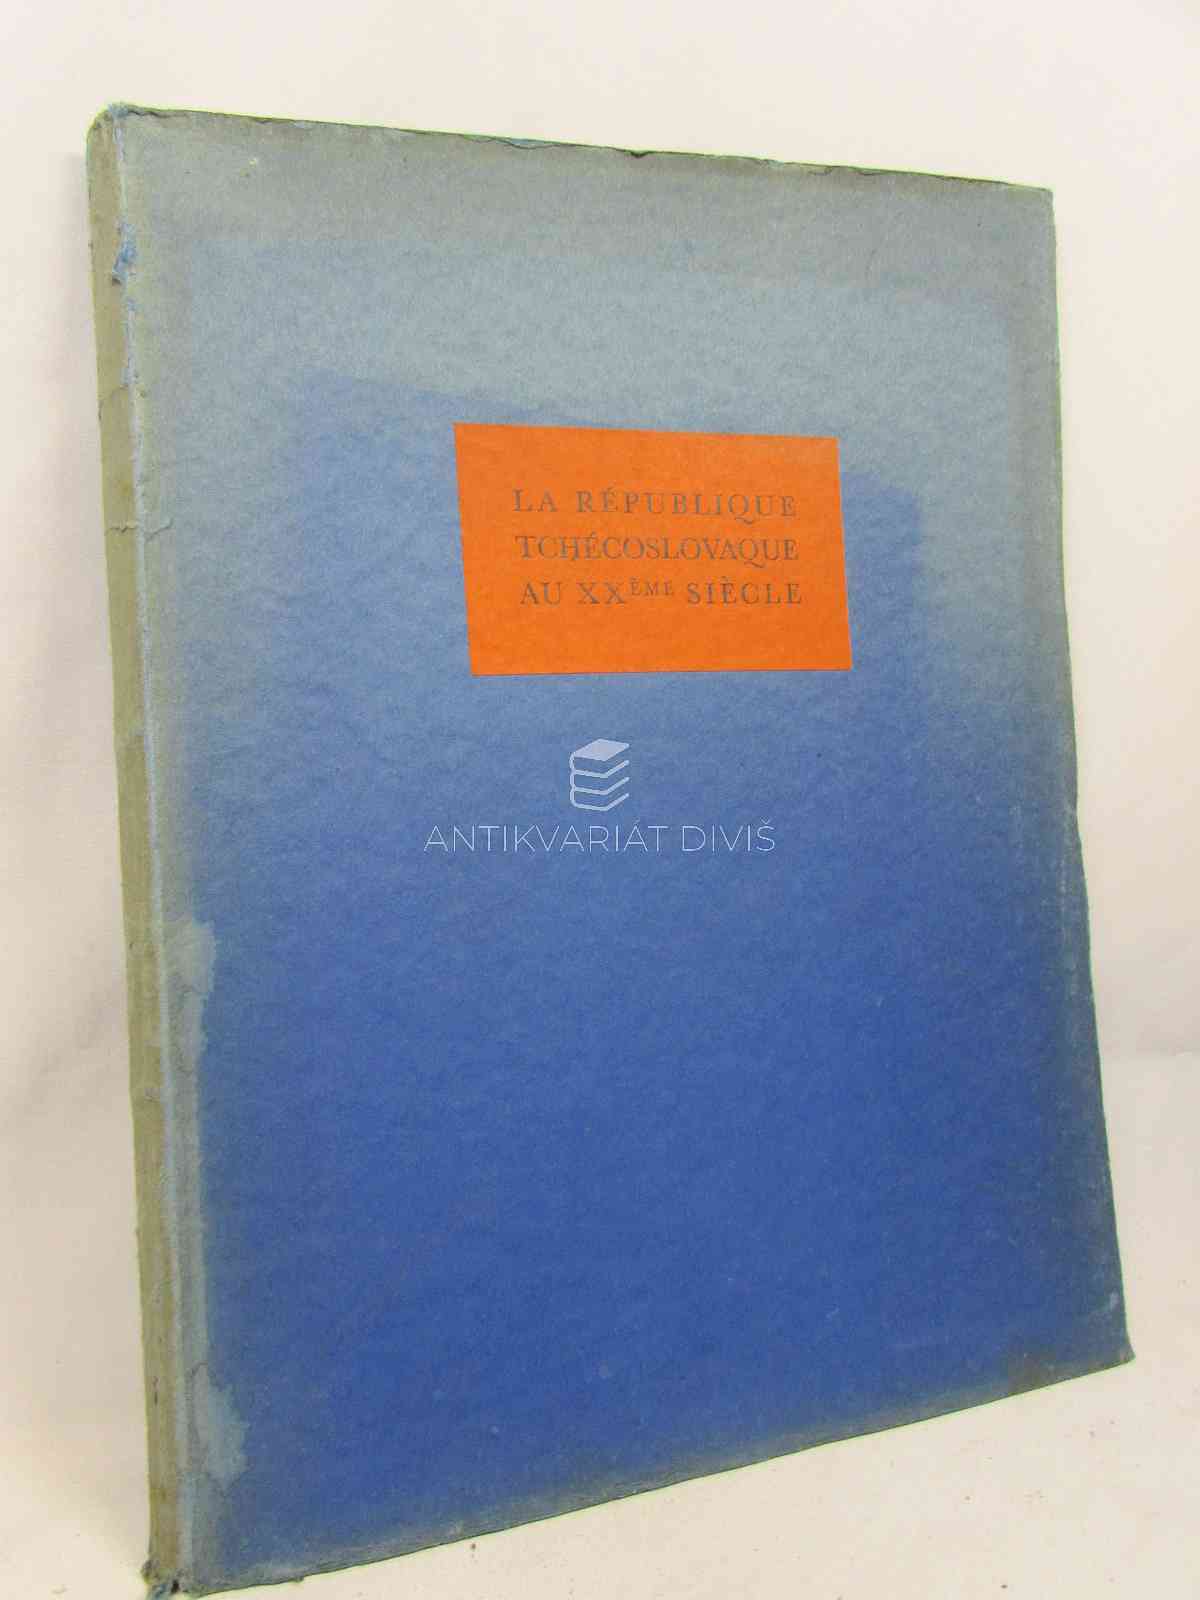 LA RÉPUBLIQUE
TCHÉCOSLOVAQUE
AU XXÈME SIÈCLE
ANTIKVARIÁT DIVIŠ